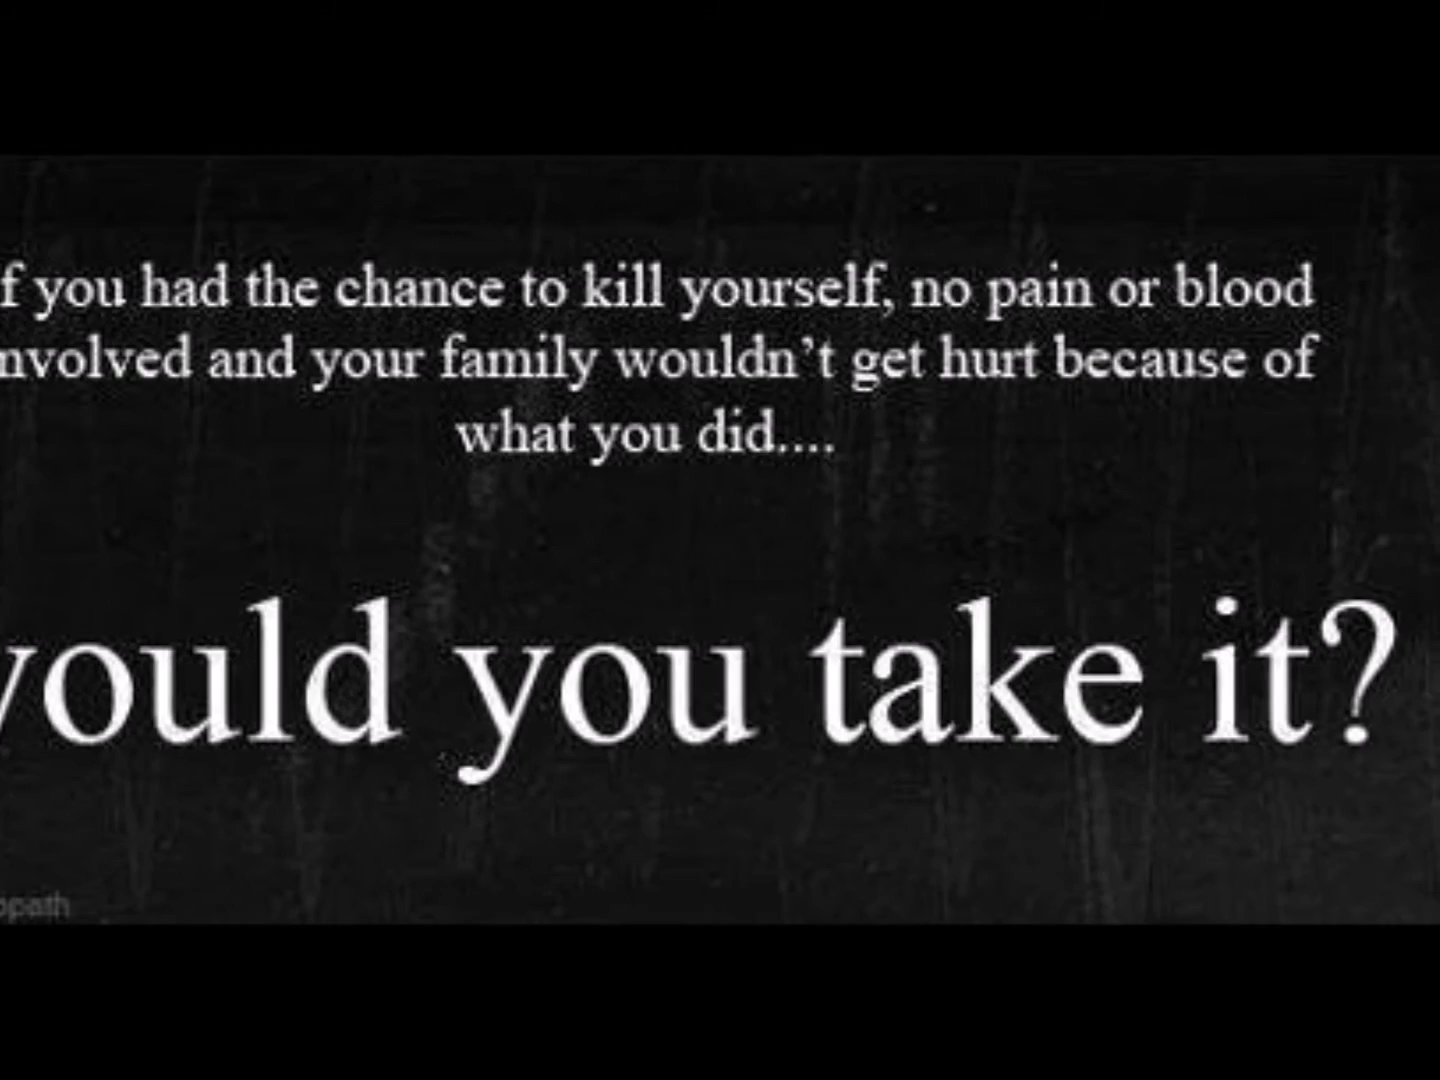 f you had the chance to kill yourself, no pain or blood
nvolved and your family wouldn't get hurt because of
what you did....
ould you take it?
opath